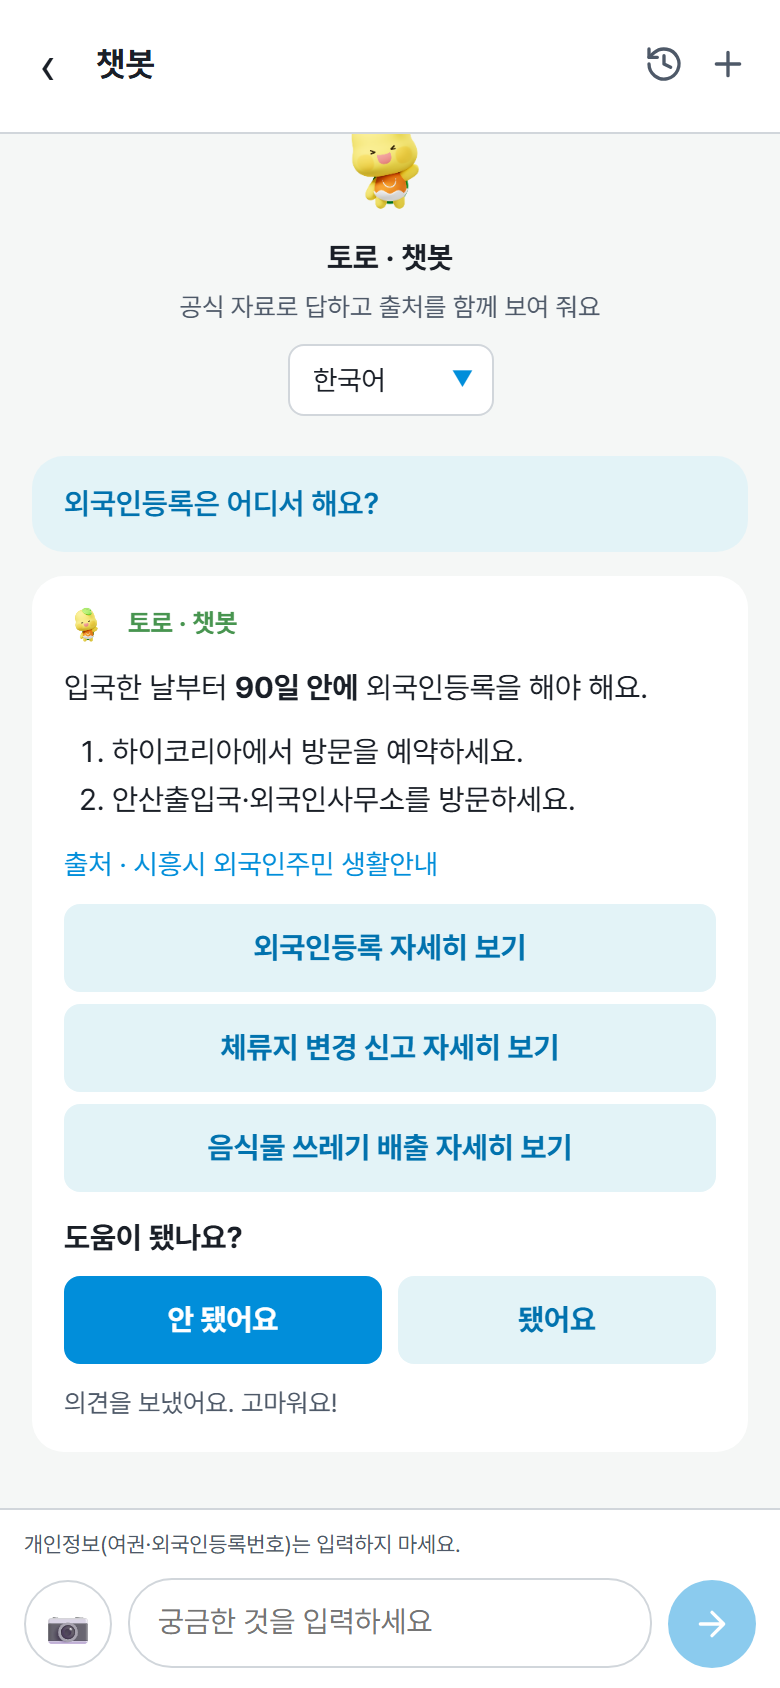 챗봇
토로 · 챗봇
공식 자료로 답하고 출처를 함께 보여 줘요
한국어
외국인등록은 어디서 해요?
토로 · 챗봇
입국한 날부터 90일 안에 외국인등록을 해야 해요.
1. 하이코리아에서 방문을 예약하세요.
2. 안산출입국·외국인사무소를 방문하세요.
출처 · 시흥시 외국인주민 생활안내
외국인등록 자세히 보기
체류지 변경 신고 자세히 보기
음식물 쓰레기 배출 자세히 보기
도움이 됐나요?
안 됐어요
됐어요
의견을 보냈어요. 고마워요!
개인정보(여권·외국인등록번호)는 입력하지 마세요.
궁금한 것을 입력하세요